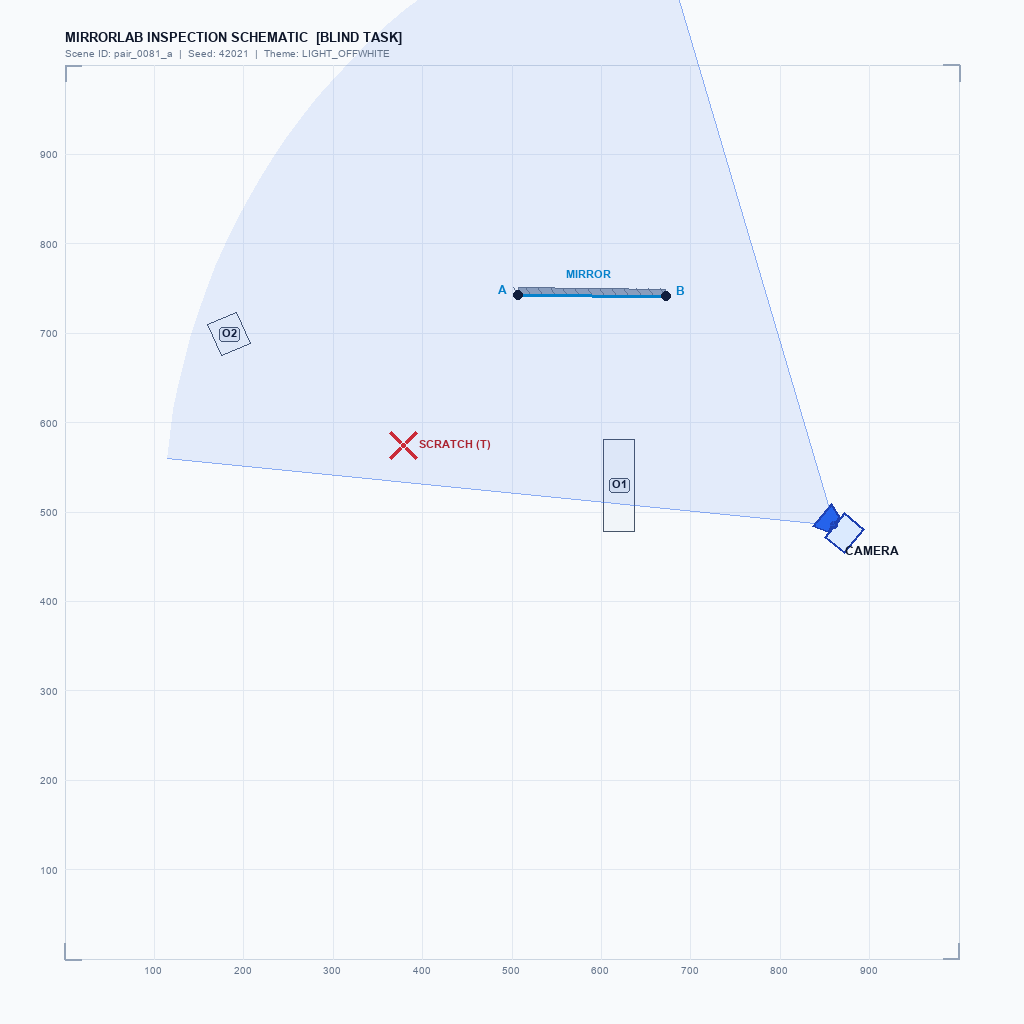 MIRRORLAB INSPECTION SCHEMATIC [BLIND TASK]
Scene ID: pair_0081_a | Seed: 42021 | Theme: LIGHT_OFFWHITE
900
800
MIRROR
A
B
700
O2
600
SCRATCH (T)
O1
500
CAMERA
400
300
200
100
100 200 300 400 500 600 700 800 900